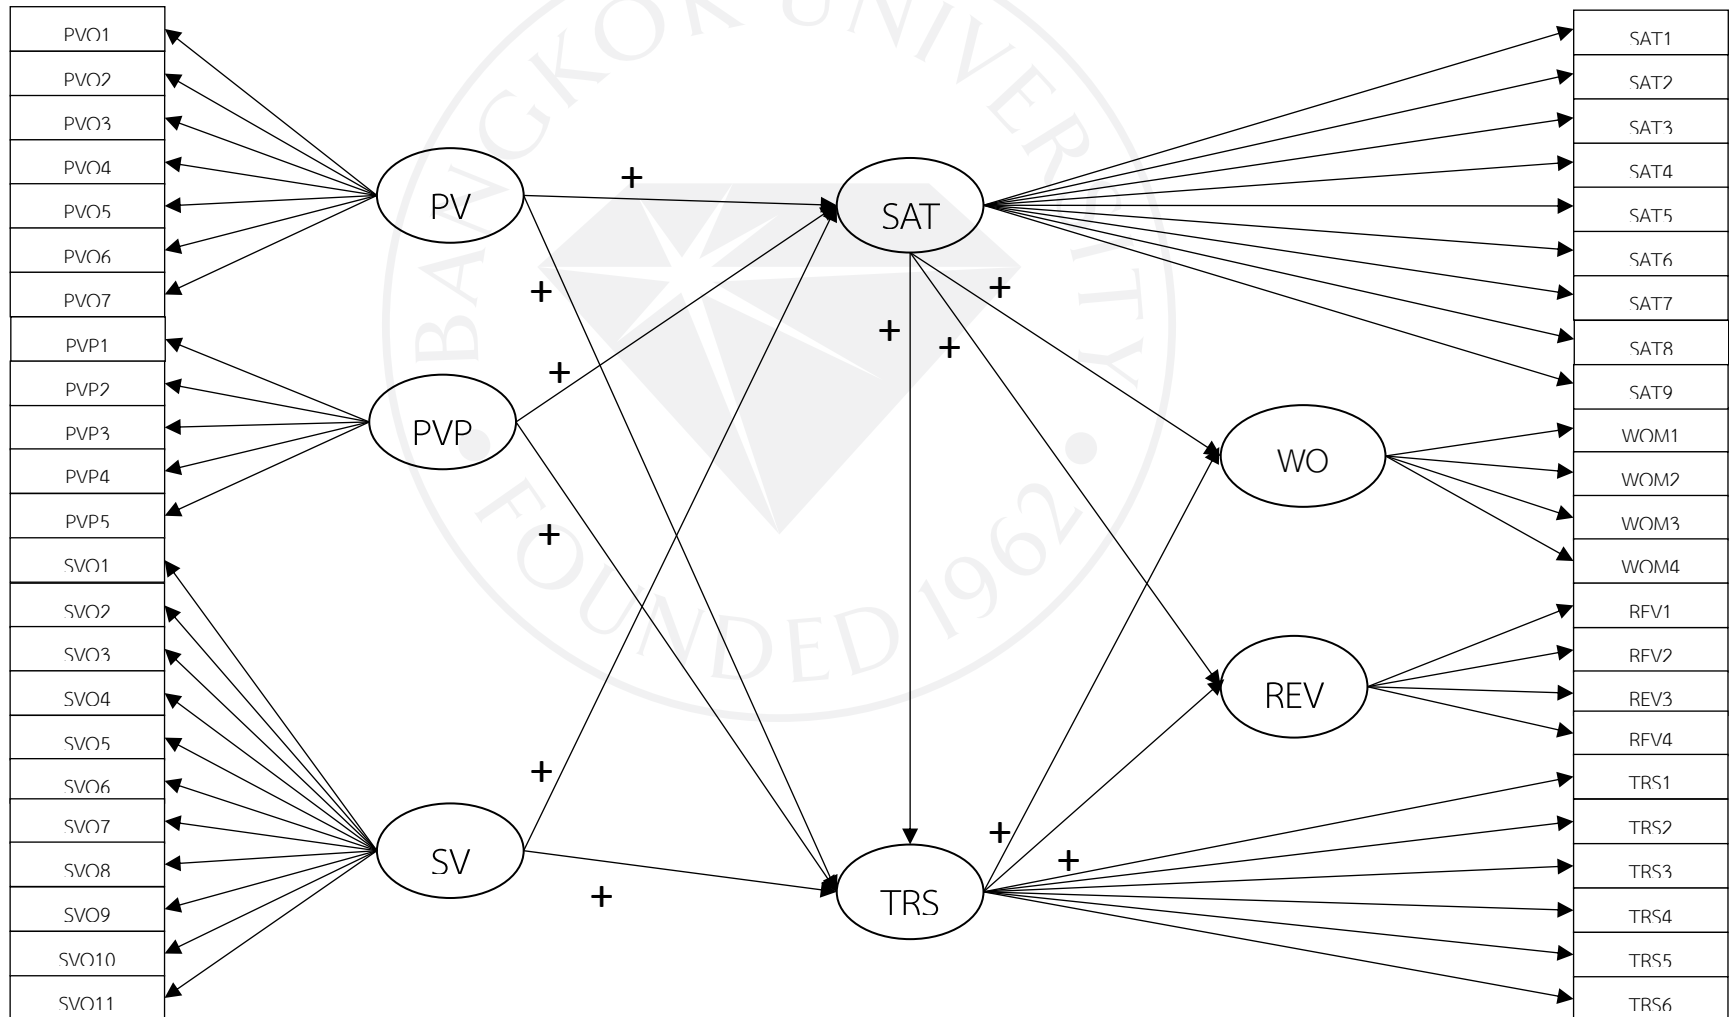 PVO1
PVO2
PVO3
PVO4
PVO5
PVO6
PVO7
PVP1
PVP2
PVP3
PVP4
PVP5
SVO1
SVO2
SVO3
SVO4
SVO5
SVO6
SVO7
SVO8
SVO9
SVO10
SVO11
PV
PVP
SV
+
+
+
+
+
+
SAT
TRS
+
+
+
+
+
WO
REV
SAT1
SAT2
SAT3
SAT4
SAT5
SAT6
SAT7
SAT8
SAT9
WOM1
WOM2
WOM3
WOM4
REV1
REV2
REV3
REV4
TRS1
TRS2
TRS3
TRS4
TRS5
TRS6
BANGKOK UNIVERSITY
FOUNDED 1962